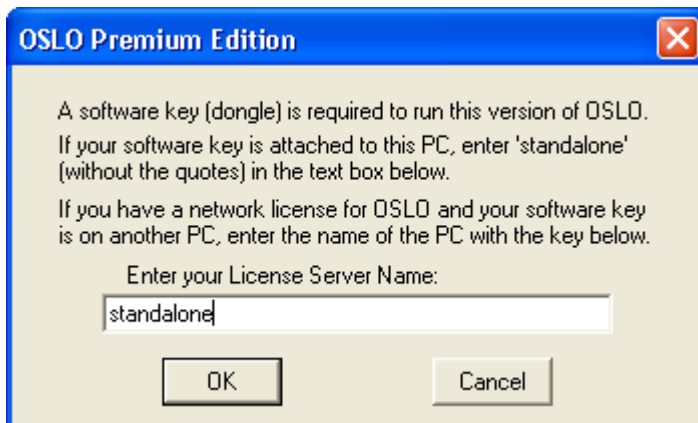 OSLO Premium Edition
A software key (dongle) is required to run this version of OSLO.
If your software key is attached to this PC, enter 'standalone'
(without the quotes) in the text box below.
If you have a network license for OSLO and your software key
is on another PC, enter the name of the PC with the key below.
Enter your License Server Name:
standalone
OK Cancel